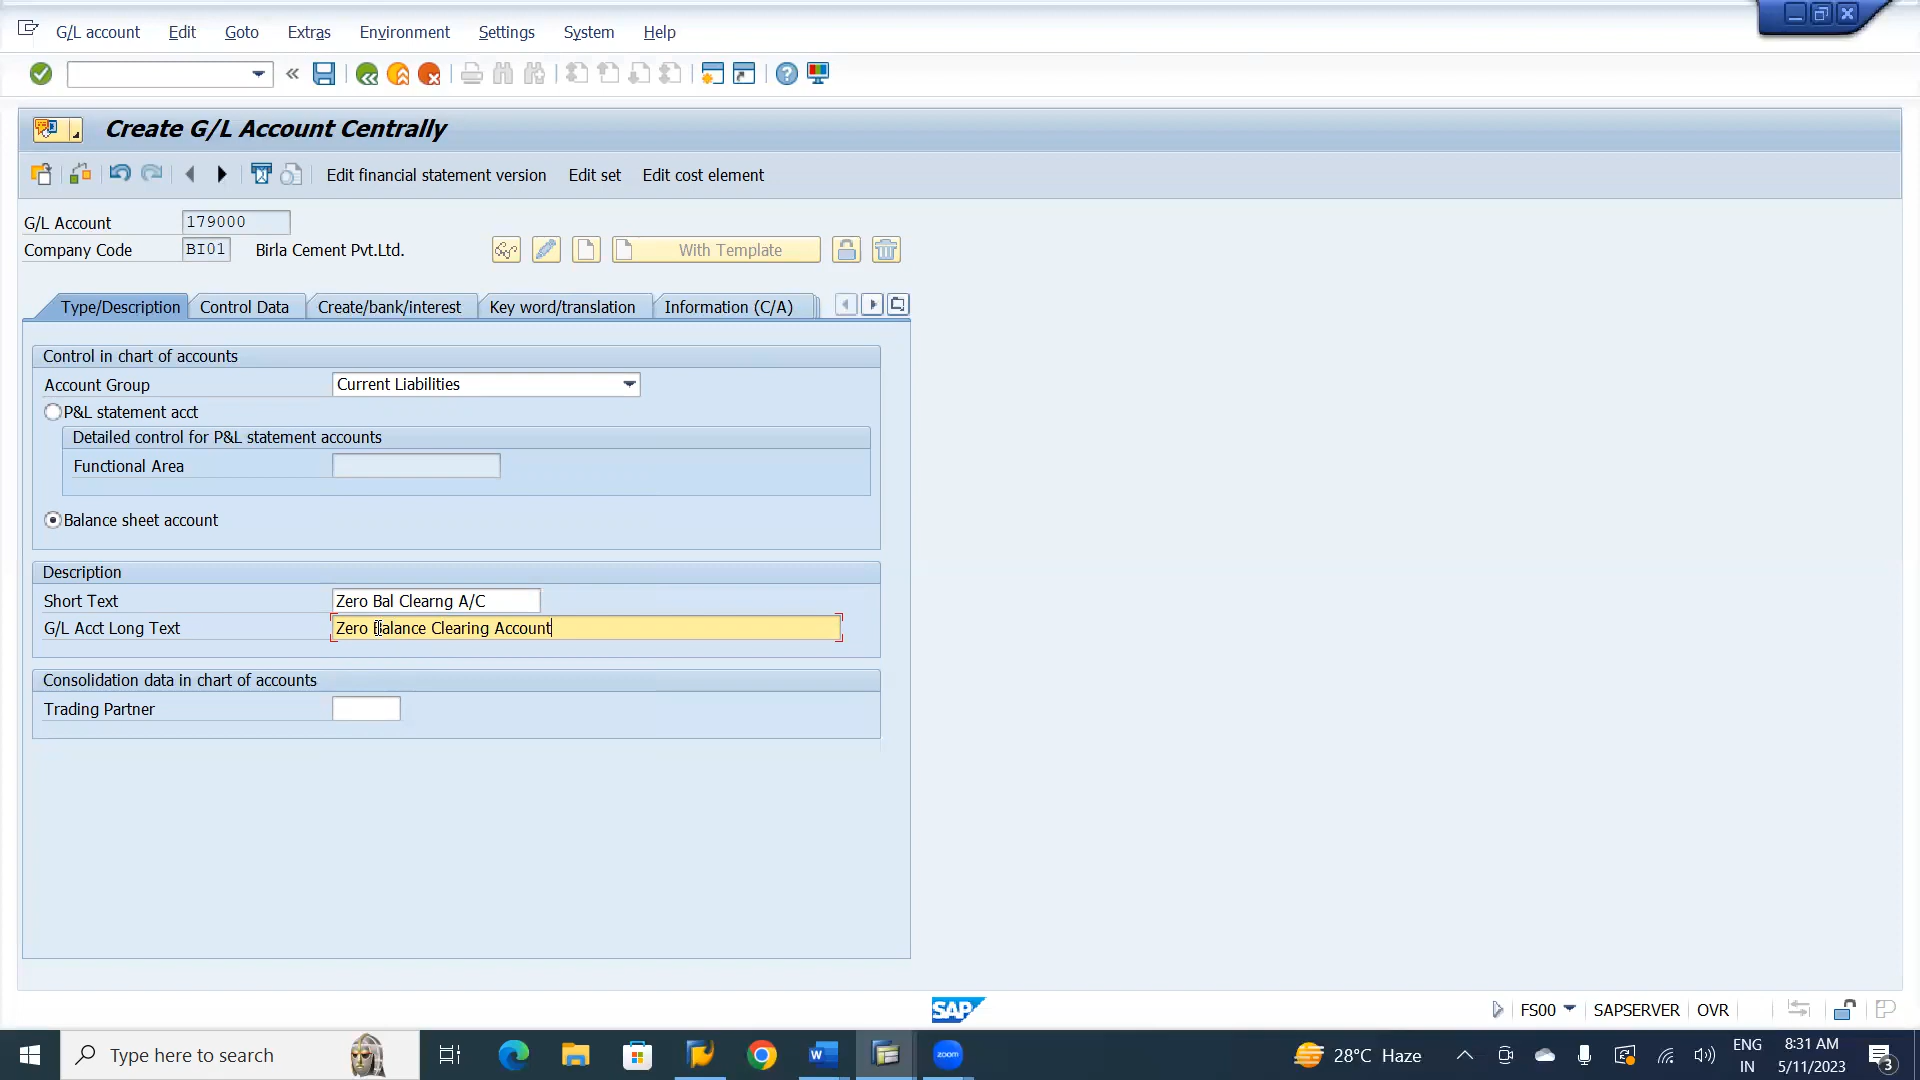 G/L account Edit Goto Extras Environment Settings System Help
Create G/L Account Centrally
Edit financial statement version Edit set Edit cost element
G/L Account 179000
Company Code BI01 Birla Cement Pvt.Ltd. With Template
Type/Description Control Data Create/bank/interest Key word/translation Information (C/A)
Control in chart of accounts
Account Group Current Liabilities
P&L statement acct
Detailed control for P&L statement accounts
Functional Area
Balance sheet account
Description
Short Text Zero Bal Clearng A/C
G/L Acct Long Text Zero Balance Clearing Account
Consolidation data in chart of accounts
Trading Partner
SAP FS00 SAPSERVER OVR
Type here to search zoom 28°C Haze ENG 8:31 AM
IN 5/11/2023 3